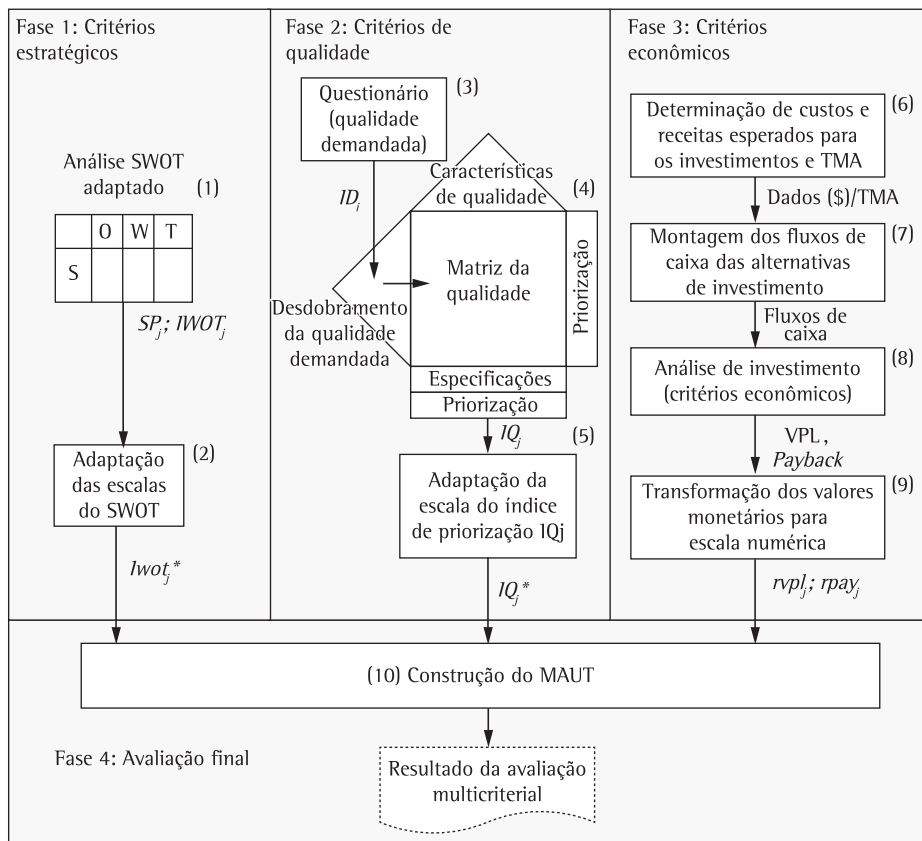 Fase 1: Critérios
estratégicos
Análise SWOT
adaptado
(1)
O W T
S
SP_j; IWOT_j
(2)
Adaptação
das escalas
do SWOT
Iwot_j*
Fase 2: Critérios de
qualidade
(3)
Questionário
(qualidade
demandada)
ID_i
Características
de qualidade
(4)
Matriz da
qualidade
Priorização
Desdobramento
da qualidade
demandada
Especificações
Priorização
IQ_j
(5)
Adaptação da
escala do índice
de priorização IQj
IQ_j*
Fase 3: Critérios
econômicos
(6)
Determinação de custos e
receitas esperados para
os investimentos e TMA
Dados ($)/TMA
(7)
Montagem dos fluxos de
caixa das alternativas
de investimento
Fluxos de
caixa
(8)
Análise de investimento
(critérios econômicos)
VPL,
Payback
(9)
Transformação dos valores
monetários para
escala numérica
rvpl_j; rpay_j
(10) Construção do MAUT
Fase 4: Avaliação final
Resultado da avaliação
multicriterial